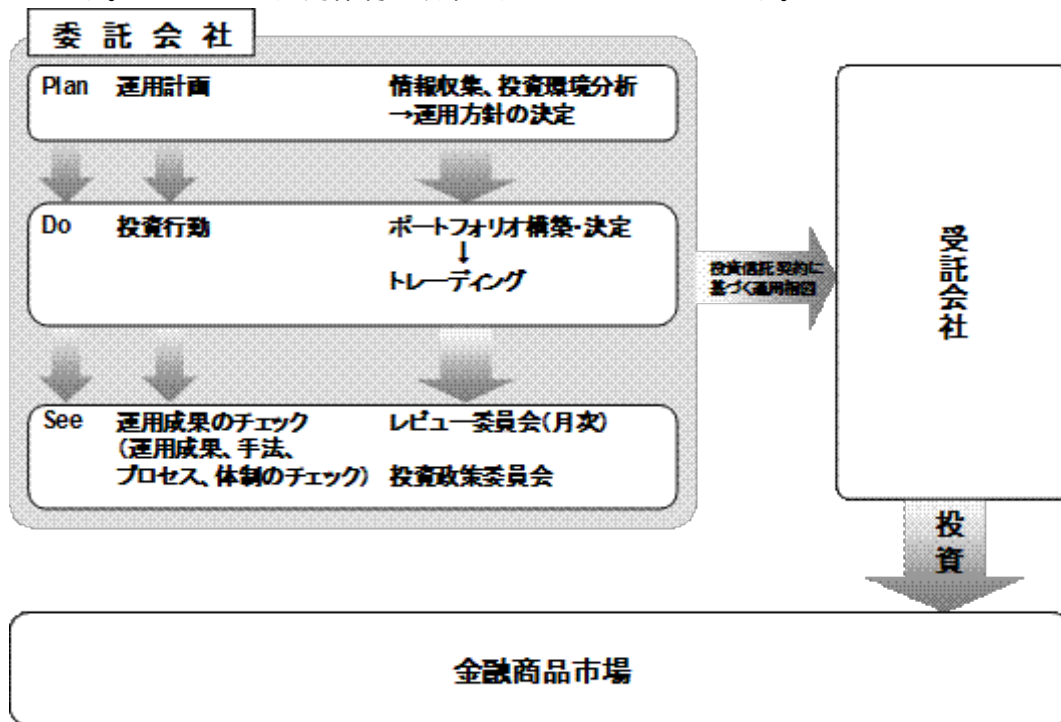 委託会社
Plan 運用計画 情報収集、投資環境分析
→運用方針の決定
Do 投資行動 ポートフォリオ構築・決定
↓
トレーディング
投資信託契約に
基づく運用指図
受託会社
See 運用成果のチェック レビュー委員会(月次)
(運用成果、手法、
プロセス、体制のチェック) 投資政策委員会
投資
金融商品市場